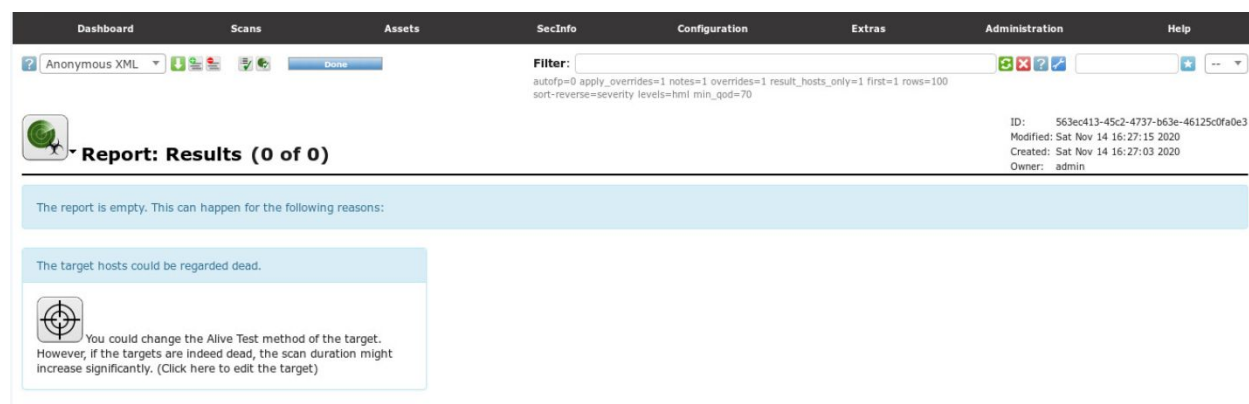 Dashboard Scans Assets SecInfo Configuration Extras Administration Help
? Anonymous XML Done Filter: ? --
autofp=0 apply_overrides=1 notes=1 overrides=1 result_hosts_only=1 first=1 rows=100
sort-reverse=severity levels=hml min_qod=70
ID: 563ec413-45c2-4737-b63e-46125c0fa0e3
Modified: Sat Nov 14 16:27:15 2020
Created: Sat Nov 14 16:27:03 2020
Owner: admin
Report: Results (0 of 0)
The report is empty. This can happen for the following reasons:
The target hosts could be regarded dead.
You could change the Alive Test method of the target.
However, if the targets are indeed dead, the scan duration might
increase significantly. (Click here to edit the target)